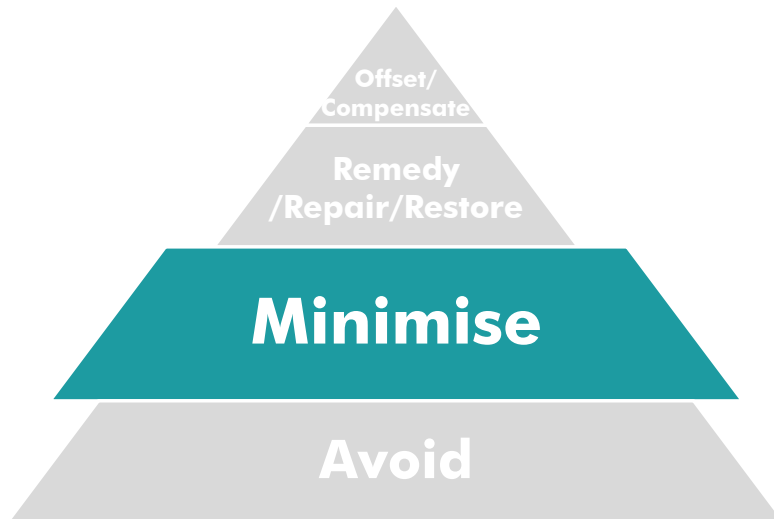 Offset/
Compensate
Remedy
/Repair/Restore
Minimise
Avoid